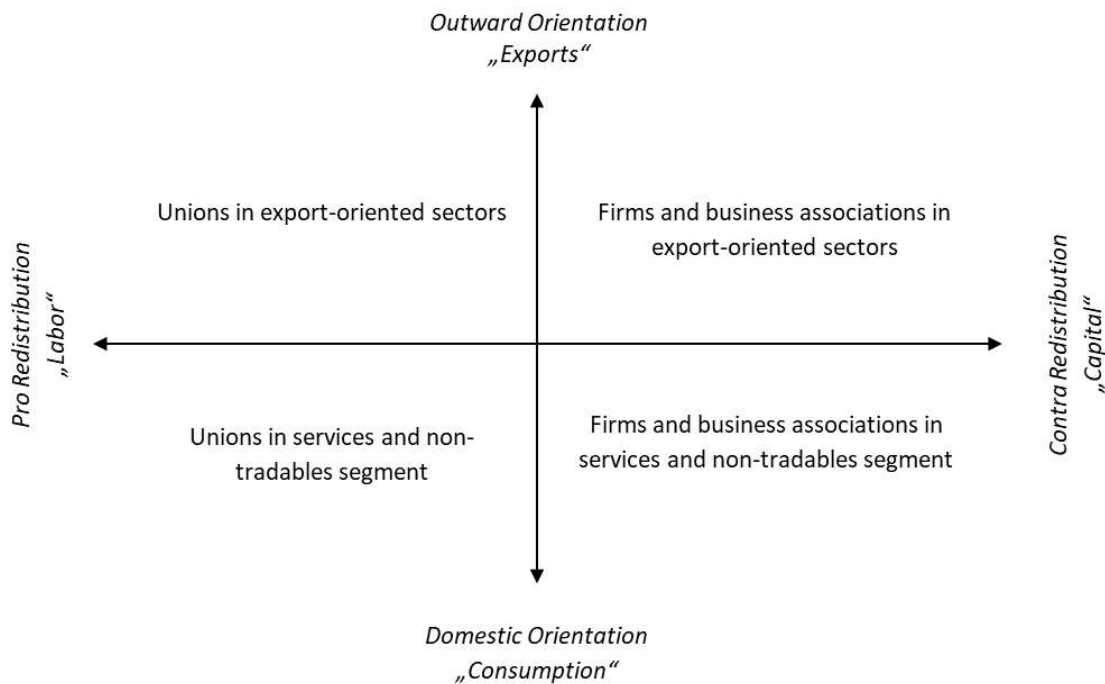 Outward Orientation
„Exports“
Unions in export-oriented sectors
Firms and business associations in
export-oriented sectors
Pro Redistribution
„Labor“
Contra Redistribution
„Capital“
Unions in services and non-
tradables segment
Firms and business associations in
services and non-tradables segment
Domestic Orientation
„Consumption“